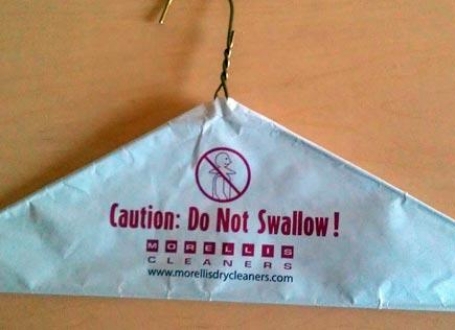 Caution: Do Not Swallow!
MORELLIS
CLEANERS
www.morellisdrycleaners.com